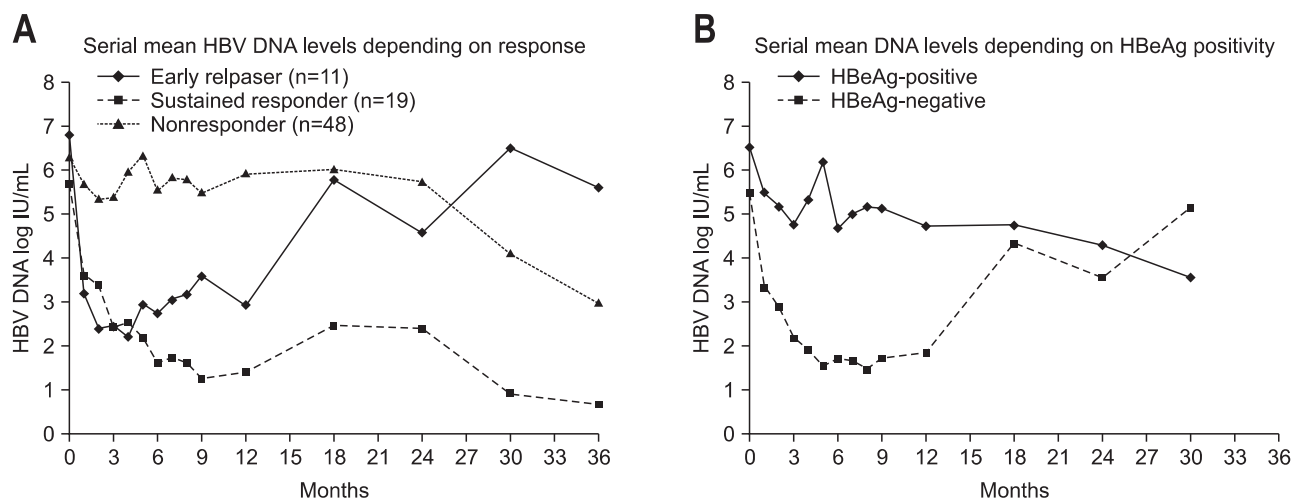 A
Serial mean HBV DNA levels depending on response
Early relpaser (n=11)
Sustained responder (n=19)
Nonresponder (n=48)
HBV DNA log IU/mL
8
7
6
5
4
3
2
1
0
0 3 6 9 12 15 18 21 24 27 30 33 36
Months
B
Serial mean DNA levels depending on HBeAg positivity
HBeAg-positive
HBeAg-negative
HBV DNA log IU/mL
8
7
6
5
4
3
2
1
0
0 3 6 9 12 15 18 21 24 27 30 33 36
Months